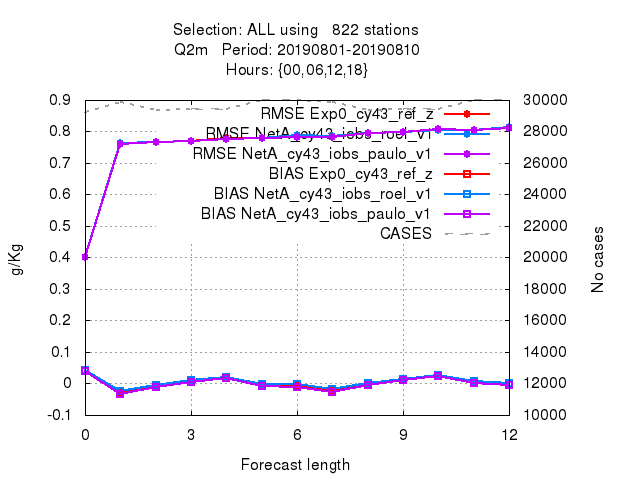 Selection: ALL using 822 stations
Q2m Period: 20190801-20190810
Hours: {00,06,12,18}
0.9
0.8
0.7
0.6
0.5
0.4
0.3
0.2
0.1
0
-0.1
g/Kg
RMSE Exp0_cy43_ref_z
RMSE NetA_cy43_iobs_roel_v1
RMSE NetA_cy43_iobs_paulo_v1
BIAS Exp0_cy43_ref_z
BIAS NetA_cy43_iobs_roel_v1
BIAS NetA_cy43_iobs_paulo_v1
CASES
30000
28000
26000
24000
22000
20000
18000
16000
14000
12000
10000
No cases
0 3 6 9 12
Forecast length